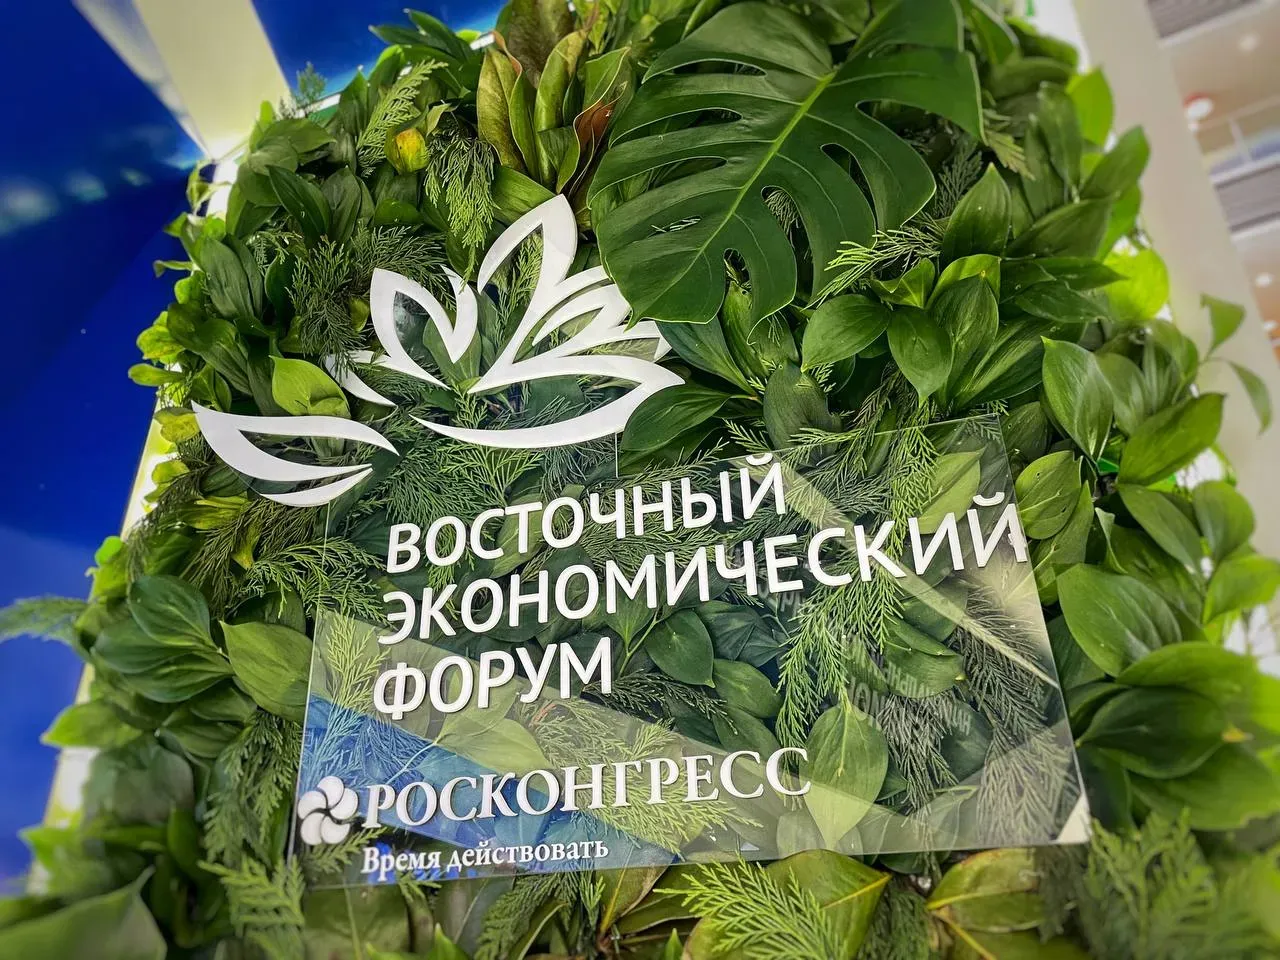 ВОСТОЧНЫЙ
ЭКОНОМИЧЕСКИЙ
ФОРУМ
РОСКОНГРЕСС
Время действовать